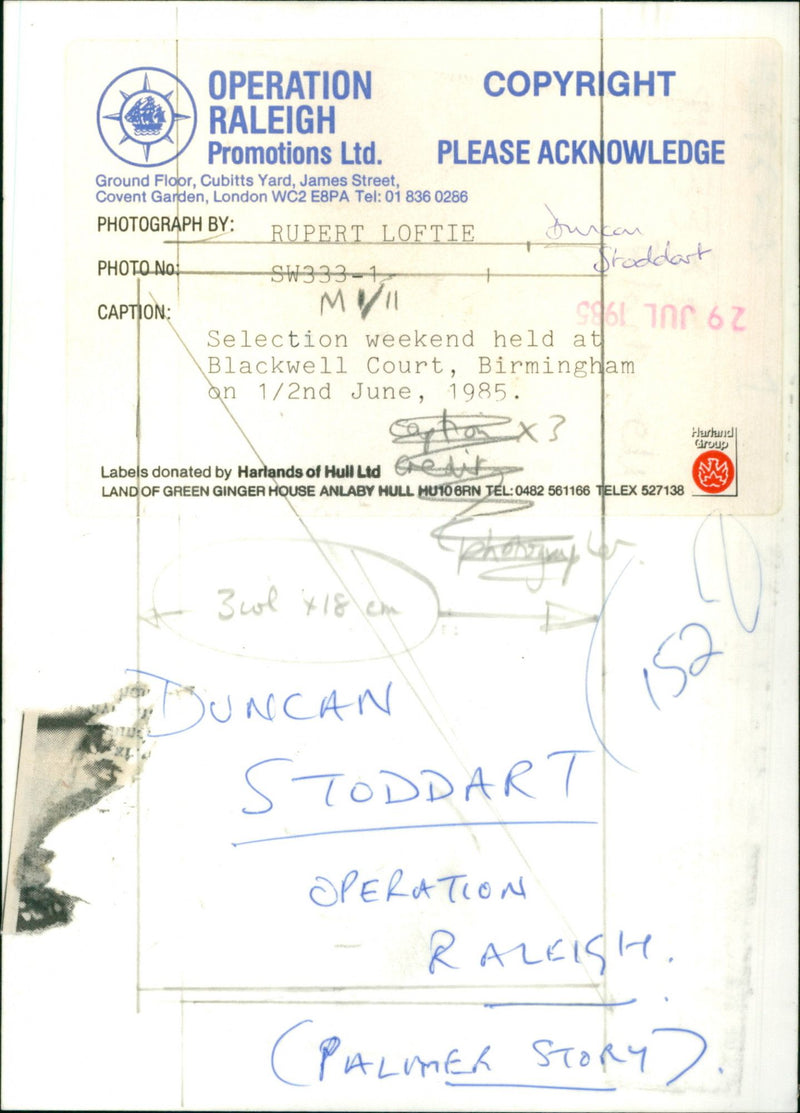 OPERATION
RALEIGH
Promotions Ltd.
COPYRIGHT
PLEASE ACKNOWLEDGE
Ground Floor, Cubitts Yard, James Street,
Covent Garden, London WC2 E8PA Tel: 01 836 0286
PHOTOGRAPH BY: RUPERT LOFTIE
Duncan
Stoddart
PHOTO No: SW333-1
29 JUL 1985
CAPTION:
Selection weekend held at
Blackwell Court, Birmingham
on 1/2nd June, 1985.
Caption x 3
Credit
photographer
Harland
Group
Labels donated by Harlands of Hull Ltd
LAND OF GREEN GINGER HOUSE ANLABY HULL HU10 6RN TEL: 0482 561166 TELEX 527138
3 col x 18 cm
152
DUNCAN
STODDART
OPERATION
RALEIGH.
(PALMER STORY).